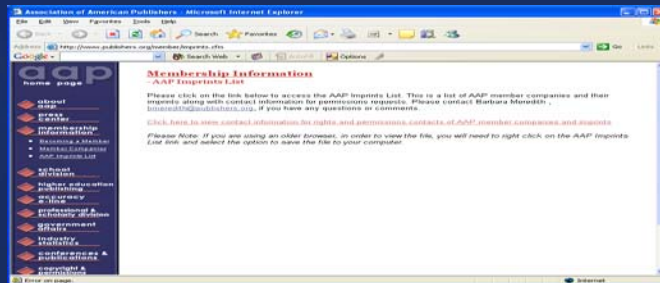 Association of American Publishers - Microsoft Internet Explorer
File Edit View Favorites Tools Help
Back Search Favorites
Address http://www.publishers.org/member/imprints.cfm Go Links
Google Search Web Options
aap
home page
about aap
press center
membership information
Becoming a Member
Member Companies
AAP Imprints List
school division
higher education publishing
accuracy e-line
professional & scholarly division
government affairs
industry statistics
conferences & publications
copyright &
permissions
Membership Information
- AAP Imprints List
Please click on the link below to access the AAP Imprints List. This is a list of AAP member companies and their
imprints along with contact information for permissions requests. Please contact Barbara Meredith ,
bmeredith@publishers.org, if you have any questions or comments.
Click here to view contact information for rights and permissions contacts of AAP member companies and imprints
Please Note: If you are using an older browser, in order to view the file, you will need to right click on the AAP Imprints
List link and select the option to save the file to your computer
Error on page. Internet